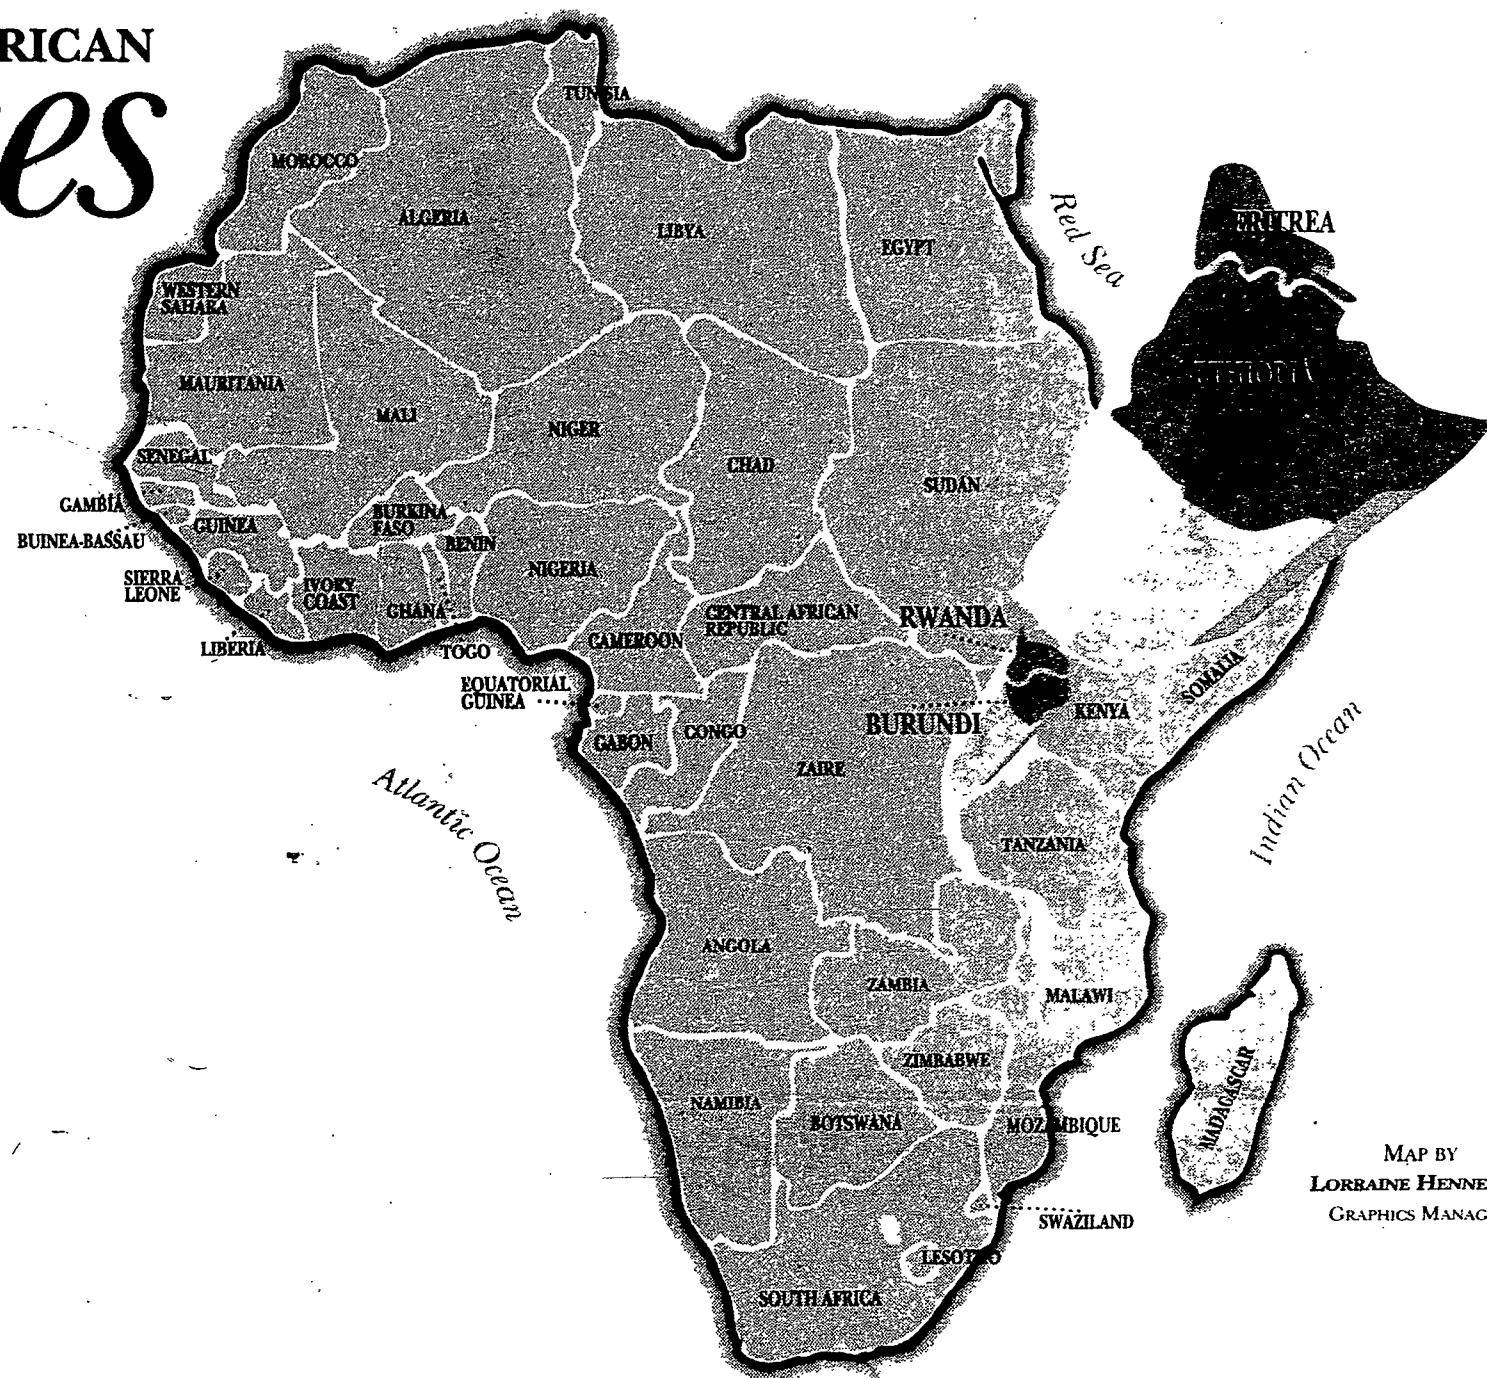 RICAN
es
TUNISIA
MOROCCO
ALGERIA
LIBYA
EGYPT
Red Sea
ERITREA
WESTERN
SAHARA
ETHIOPIA
MAURITANIA
MALI
NIGER
CHAD
SUDAN
SENEGAL
GAMBIA
BURKINA
FASO
GUINEA
BUINEA-BASSAU
BENIN
NIGERIA
SIERRA
LEONE
IVORY
COAST
GHANA
CENTRAL AFRICAN
REPUBLIC
RWANDA
LIBERIA
TOGO
CAMEROON
EQUATORIAL
GUINEA
SOMALIA
KENYA
BURUNDI
GABON
CONGO
ZAIRE
Atlantic Ocean
Indian Ocean
TANZANIA
ANGOLA
ZAMBIA
MALAWI
ZIMBABWE
MADAGASCAR
NAMIBIA
BOTSWANA
MOZAMBIQUE
MAP BY
LORRAINE HENNE
GRAPHICS MANAG
SWAZILAND
LESOTHO
SOUTH AFRICA